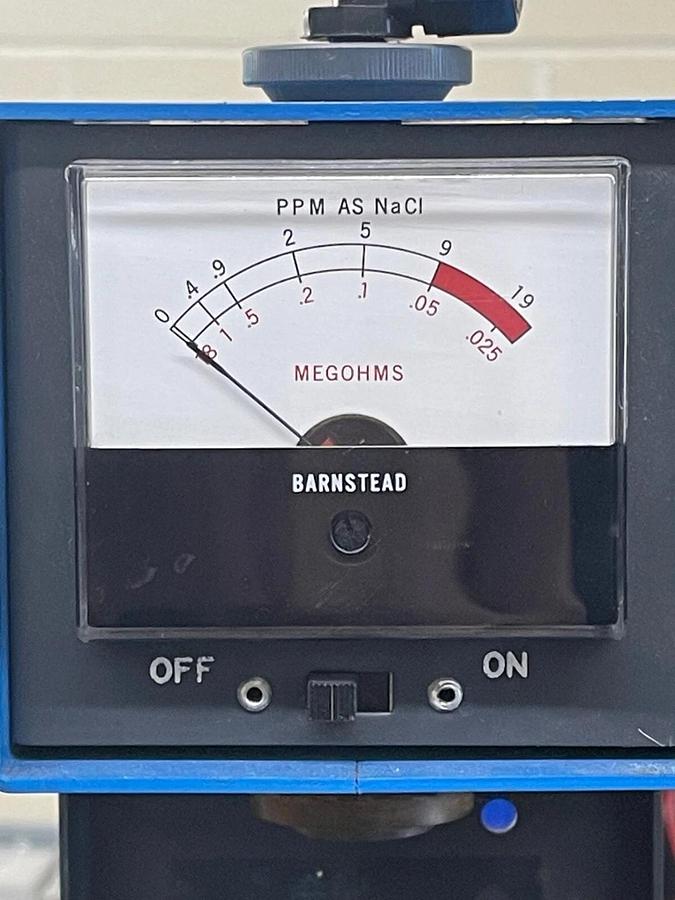 PPM AS NaCl
0 .4 .9 2 5 9 19
1 .5 .2 .1 .05 .025
MEGOHMS
BARNSTEAD
OFF ON